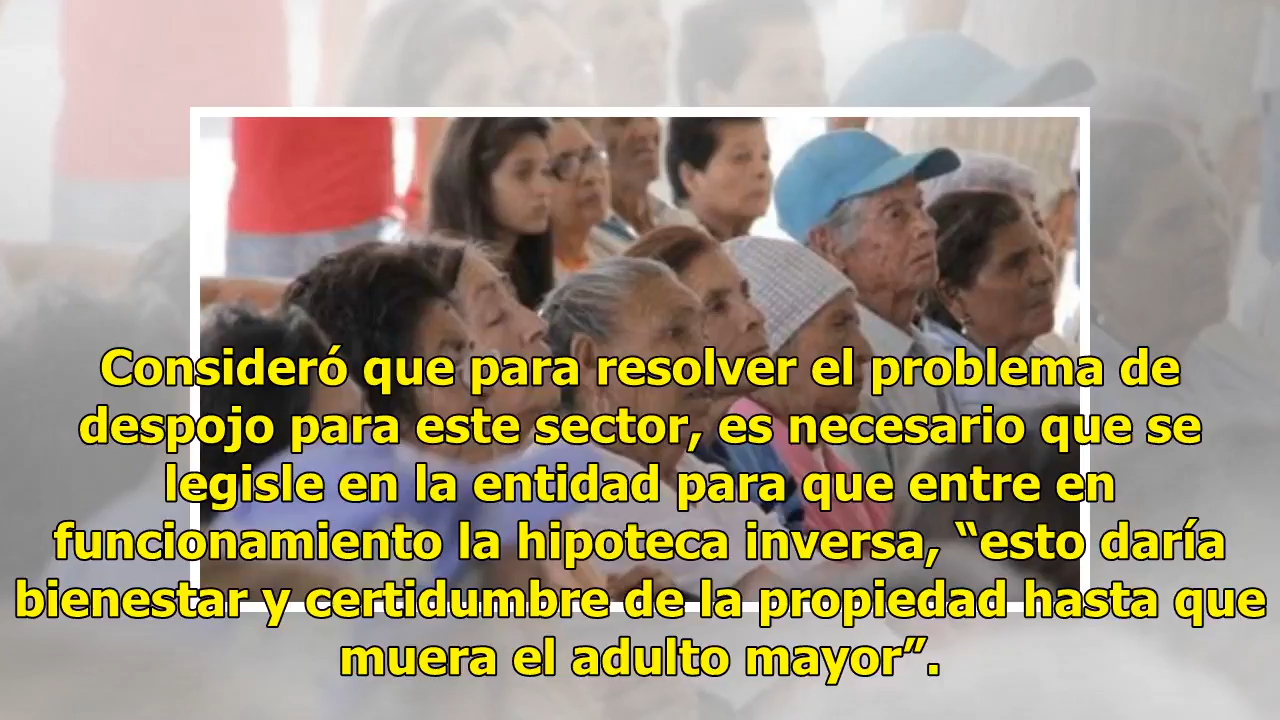 Consideró que para resolver el problema de
despojo para este sector, es necesario que se
legisle en la entidad para que entre en
funcionamiento la hipoteca inversa, “esto daría
bienestar y certidumbre de la propiedad hasta que
muera el adulto mayor”.